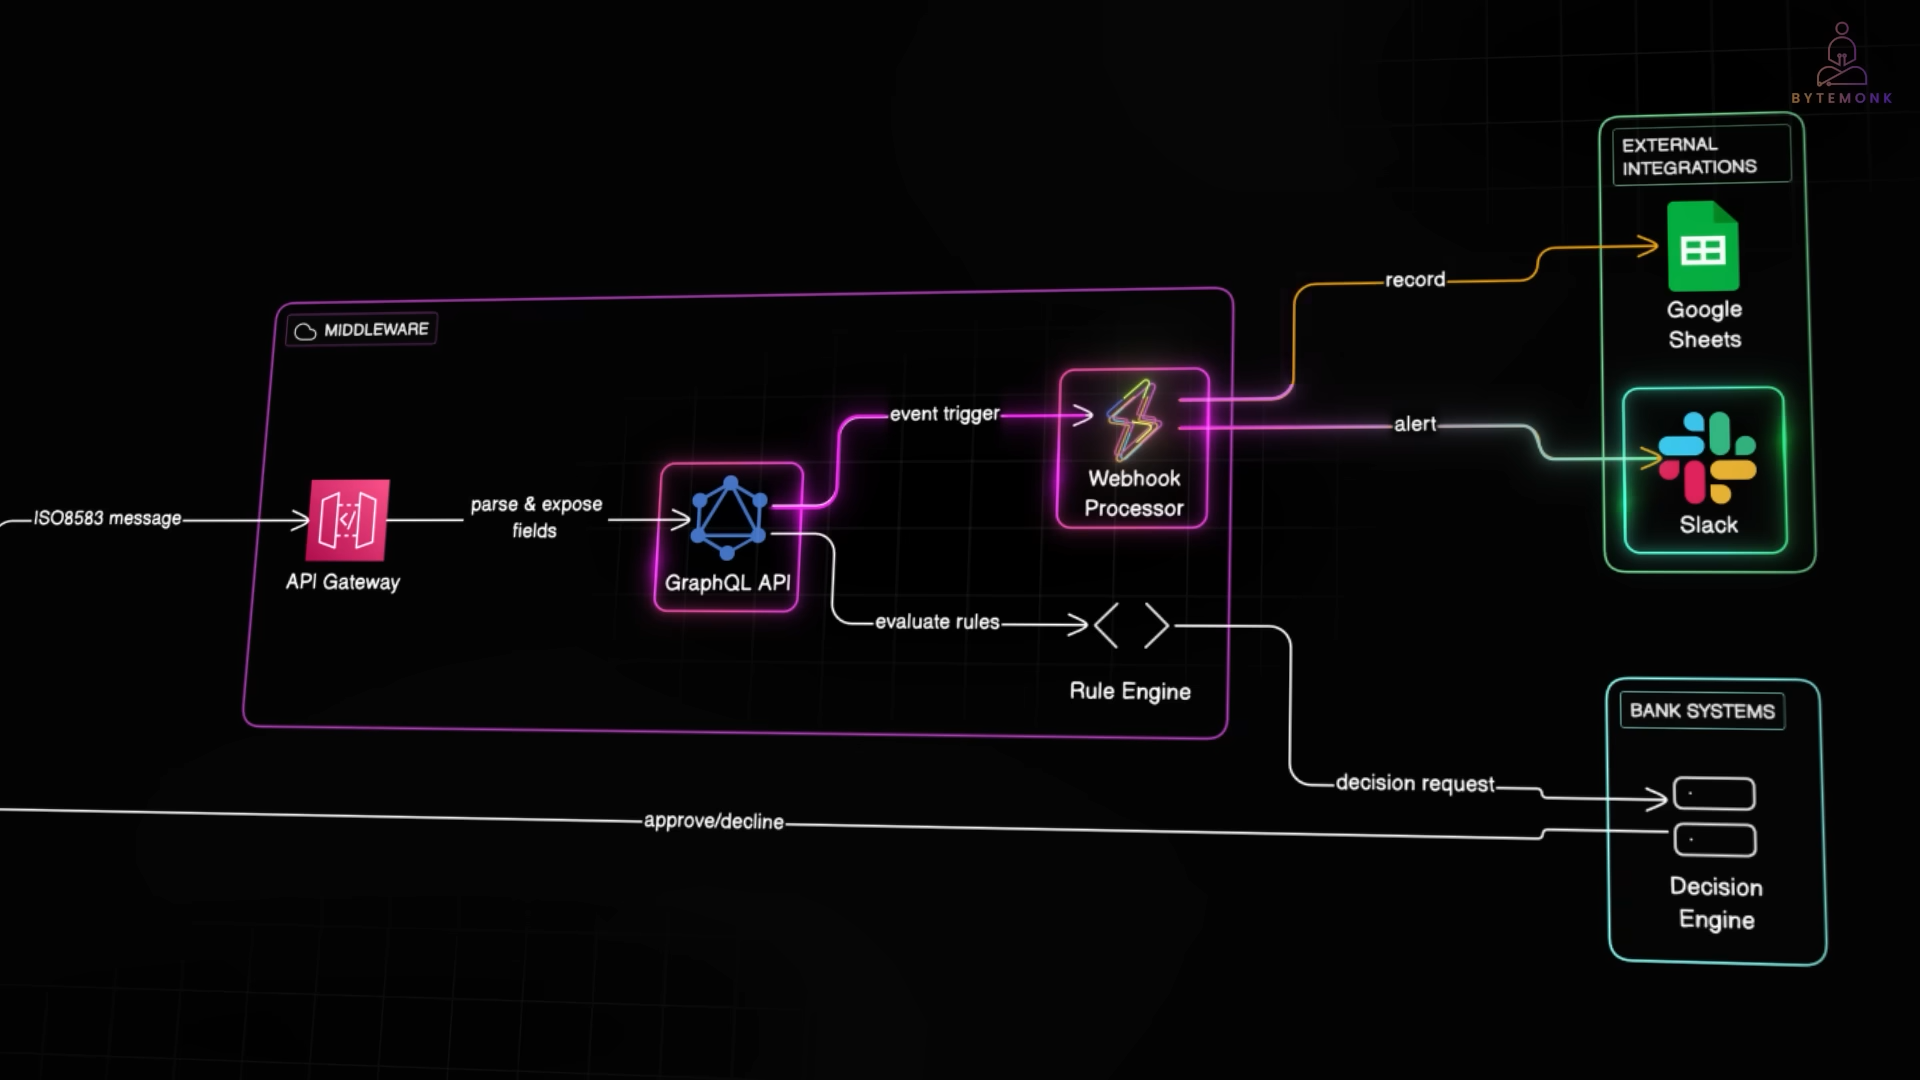 BYTEMONK
EXTERNAL
INTEGRATIONS
Google
Sheets
record
MIDDLEWARE
event trigger
alert
Webhook
Processor
Slack
ISO8583 message
parse & expose
fields
API Gateway
GraphQL API
evaluate rules
Rule Engine
BANK SYSTEMS
decision request
approve/decline
Decision
Engine